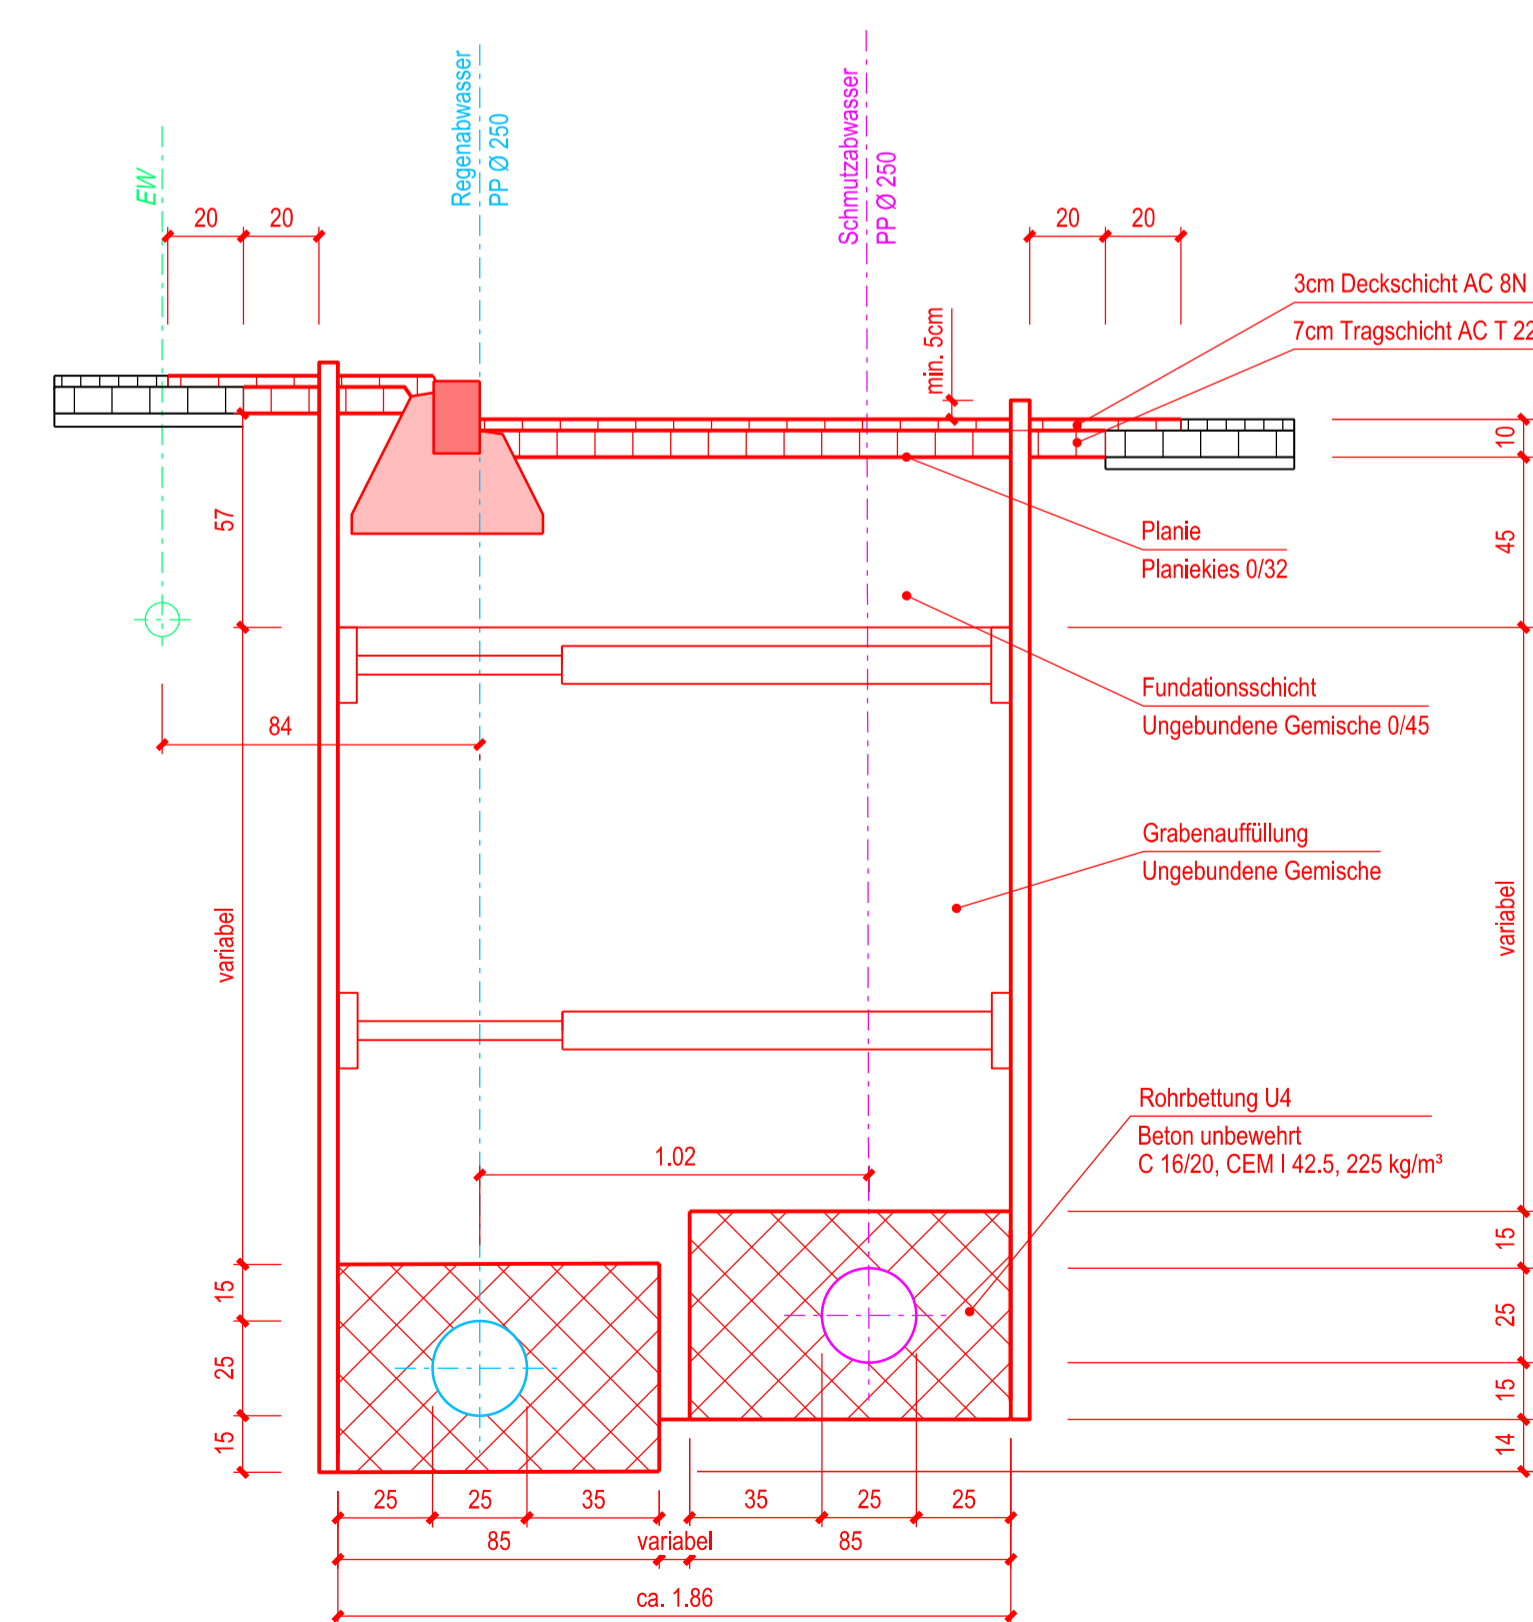 EW
Regenabwasser
PP Ø 250
Schmutzabwasser
PP Ø 250
20
20
20
20
3cm Deckschicht AC 8N
7cm Tragschicht AC T 22
min. 5cm
10
57
45
Planie
Planiekies 0/32
Fundationsschicht
Ungebundene Gemische 0/45
84
Grabenauffüllung
Ungebundene Gemische
variabel
variabel
Rohrbettung U4
Beton unbewehrt
C 16/20, CEM I 42.5, 225 kg/m³
1.02
15
25
15
15
25
15
14
25
25
35
35
25
25
85
variabel
85
ca. 1.86